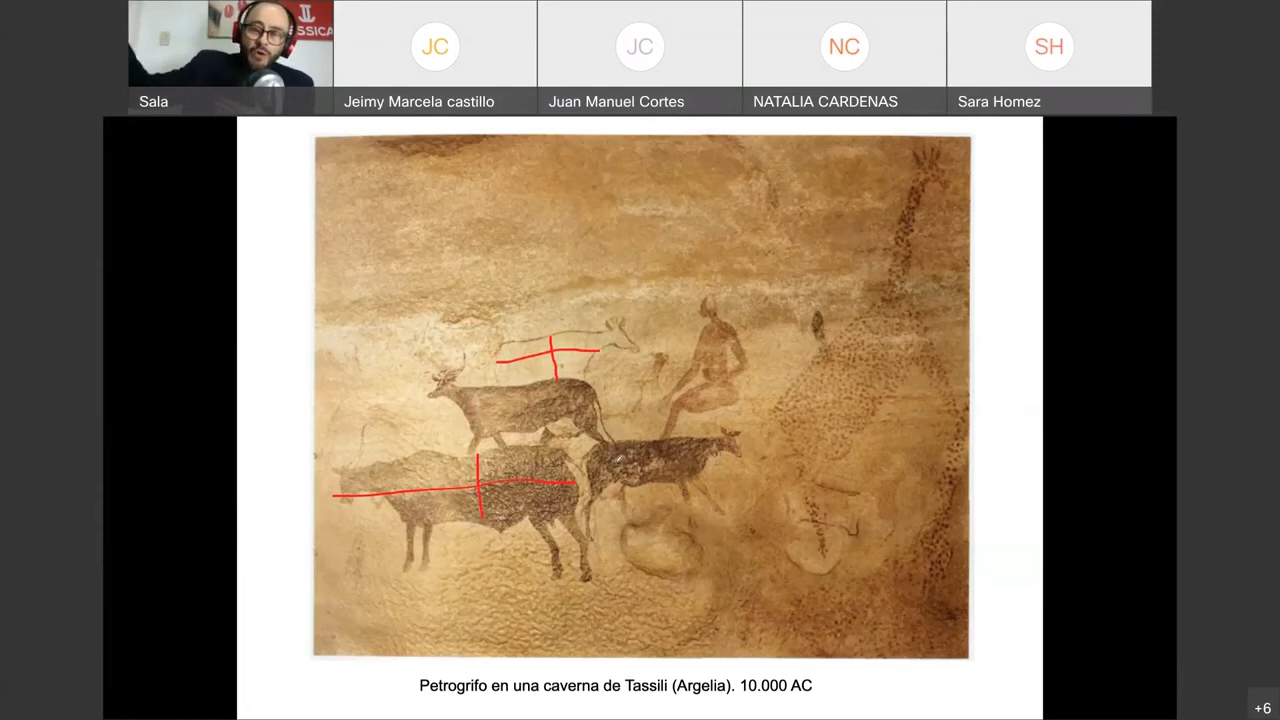 SSICA
JC
JC
NC
SH
Sala
Jeimy Marcela castillo
Juan Manuel Cortes
NATALIA CARDENAS
Sara Homez
Petrogrifo en una caverna de Tassili (Argelia). 10.000 AC
+6